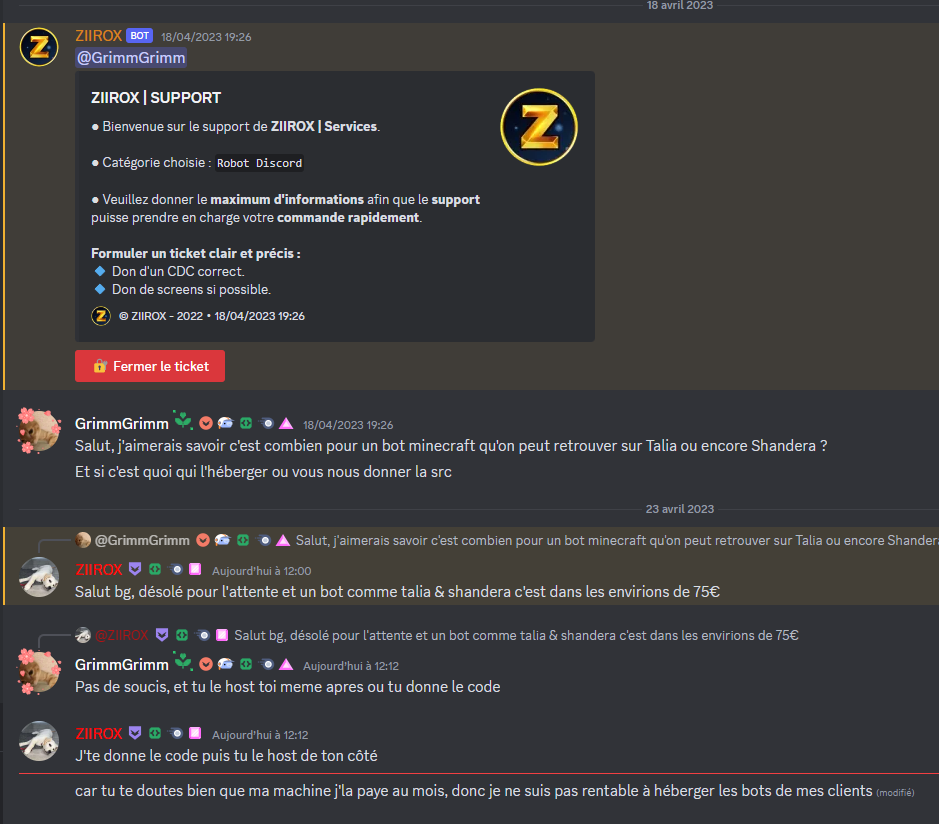 18 avril 2023
ZIIROX BOT 18/04/2023 19:26
@GrimmGrimm
ZIIROX | SUPPORT
● Bienvenue sur le support de ZIIROX | Services.
● Catégorie choisie : Robot Discord
● Veuillez donner le maximum d'informations afin que le support
puisse prendre en charge votre commande rapidement.
Formuler un ticket clair et précis :
Don d'un CDC correct.
Don de screens si possible.
© ZIIROX - 2022 • 18/04/2023 19:26
Fermer le ticket
GrimmGrimm 18/04/2023 19:26
Salut, j'aimerais savoir c'est combien pour un bot minecraft qu'on peut retrouver sur Talia ou encore Shandera ?
Et si c'est quoi qui l'héberger ou vous nous donner la src
23 avril 2023
@GrimmGrimm Salut, j'aimerais savoir c'est combien pour un bot minecraft qu'on peut retrouver sur Talia ou encore Shandera
ZIIROX Aujourd'hui à 12:00
Salut bg, désolé pour l'attente et un bot comme talia & shandera c'est dans les envirions de 75€
@ZIIROX Salut bg, désolé pour l'attente et un bot comme talia & shandera c'est dans les envirions de 75€
GrimmGrimm Aujourd'hui à 12:12
Pas de soucis, et tu le host toi meme apres ou tu donne le code
ZIIROX Aujourd'hui à 12:12
J'te donne le code puis tu le host de ton côté
car tu te doutes bien que ma machine j'la paye au mois, donc je ne suis pas rentable à héberger les bots de mes clients (modifié)